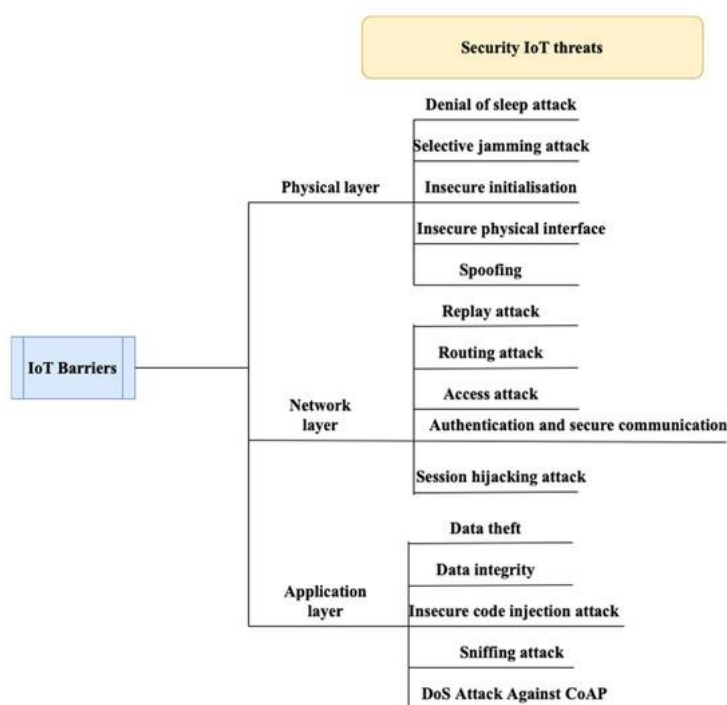 Security IoT threats
Denial of sleep attack
Selective jamming attack
Physical layer
Insecure initialisation
Insecure physical interface
Spoofing
Replay attack
Routing attack
IoT Barriers
Access attack
Network
layer
Authentication and secure communication
Session hijacking attack
Data theft
Data integrity
Application
layer
Insecure code injection attack
Sniffing attack
DoS Attack Against CoAP